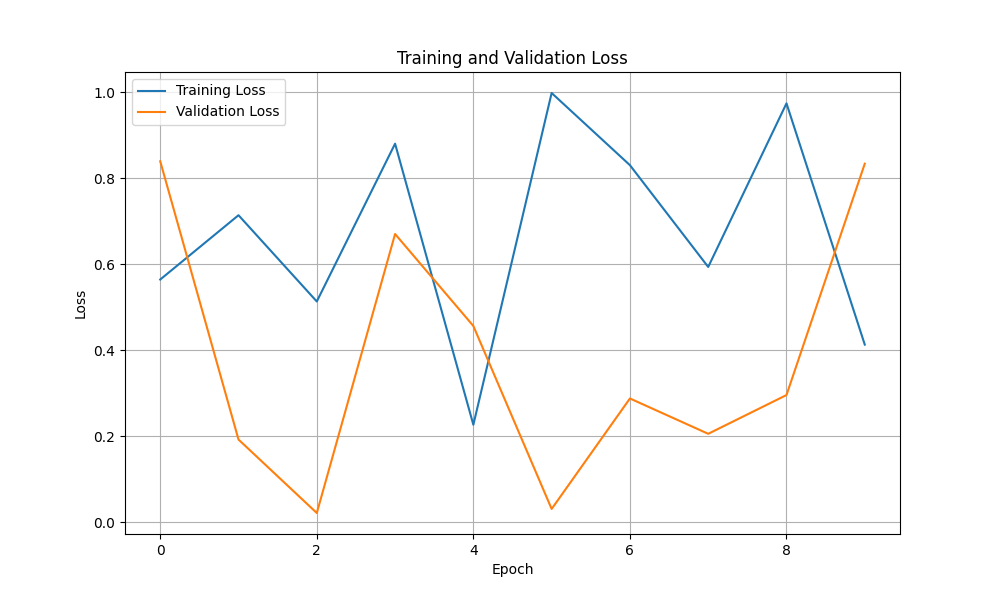 Training and Validation Loss
Training Loss
Validation Loss
1.0
0.8
0.6
0.4
0.2
0.0
Loss
0 2 4 6 8
Epoch